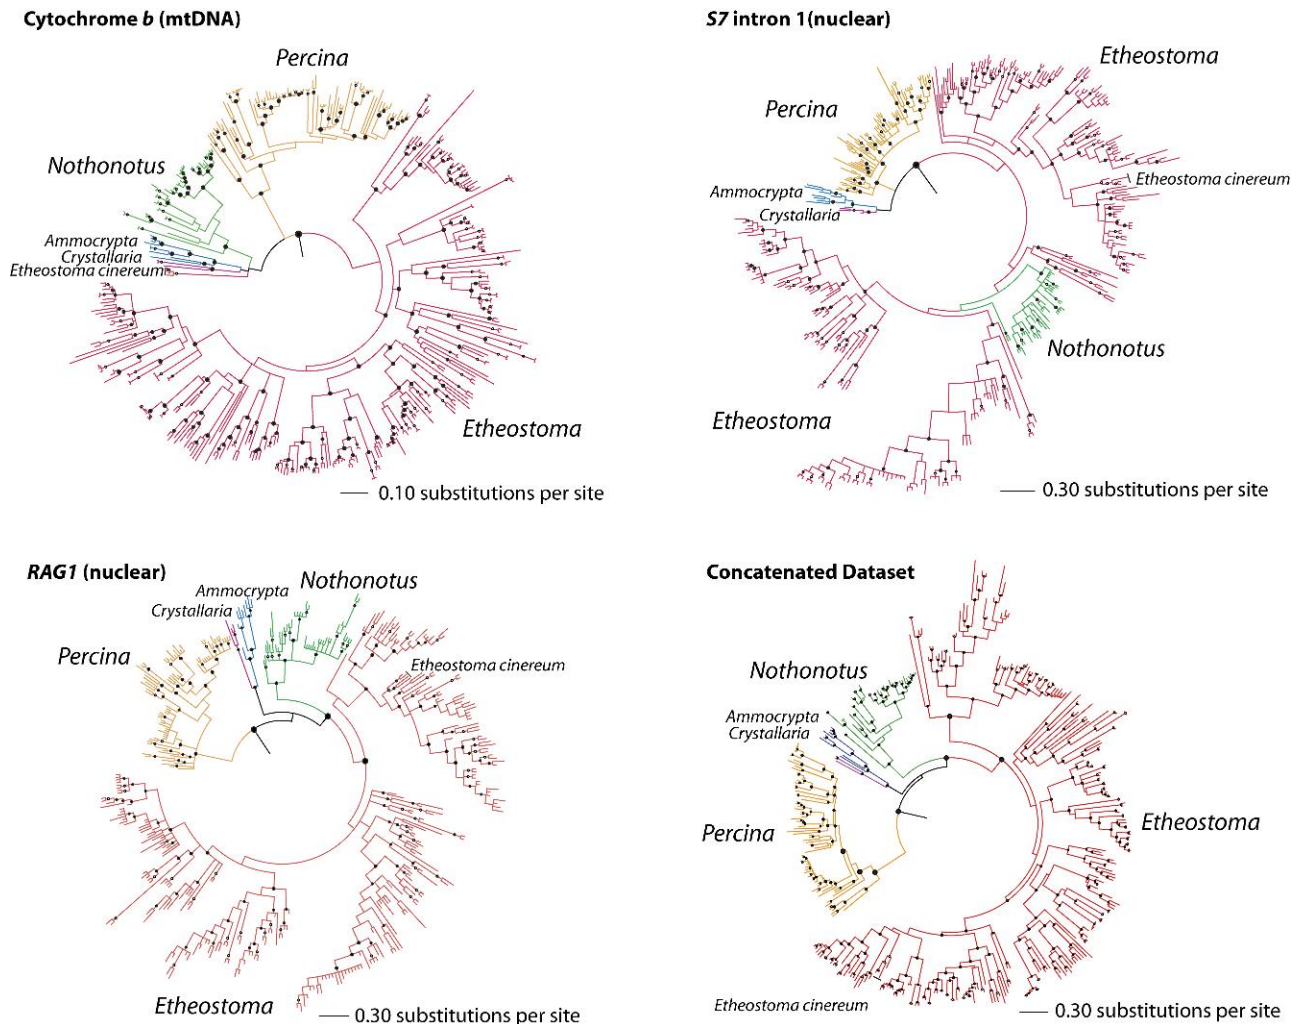 Cytochrome b (mtDNA)
Percina
Nothonotus
Ammocrypta
Crystallaria
Etheostoma cinereum
Etheostoma
0.10 substitutions per site
S7 intron 1(nuclear)
Etheostoma
Percina
Ammocrypta
Crystallaria
Etheostoma cinereum
Nothonotus
Etheostoma
0.30 substitutions per site
RAG1 (nuclear)
Ammocrypta
Nothonotus
Crystallaria
Percina
Etheostoma cinereum
Etheostoma
0.30 substitutions per site
Concatenated Dataset
Nothonotus
Ammocrypta
Crystallaria
Percina
Etheostoma
Etheostoma cinereum
0.30 substitutions per site